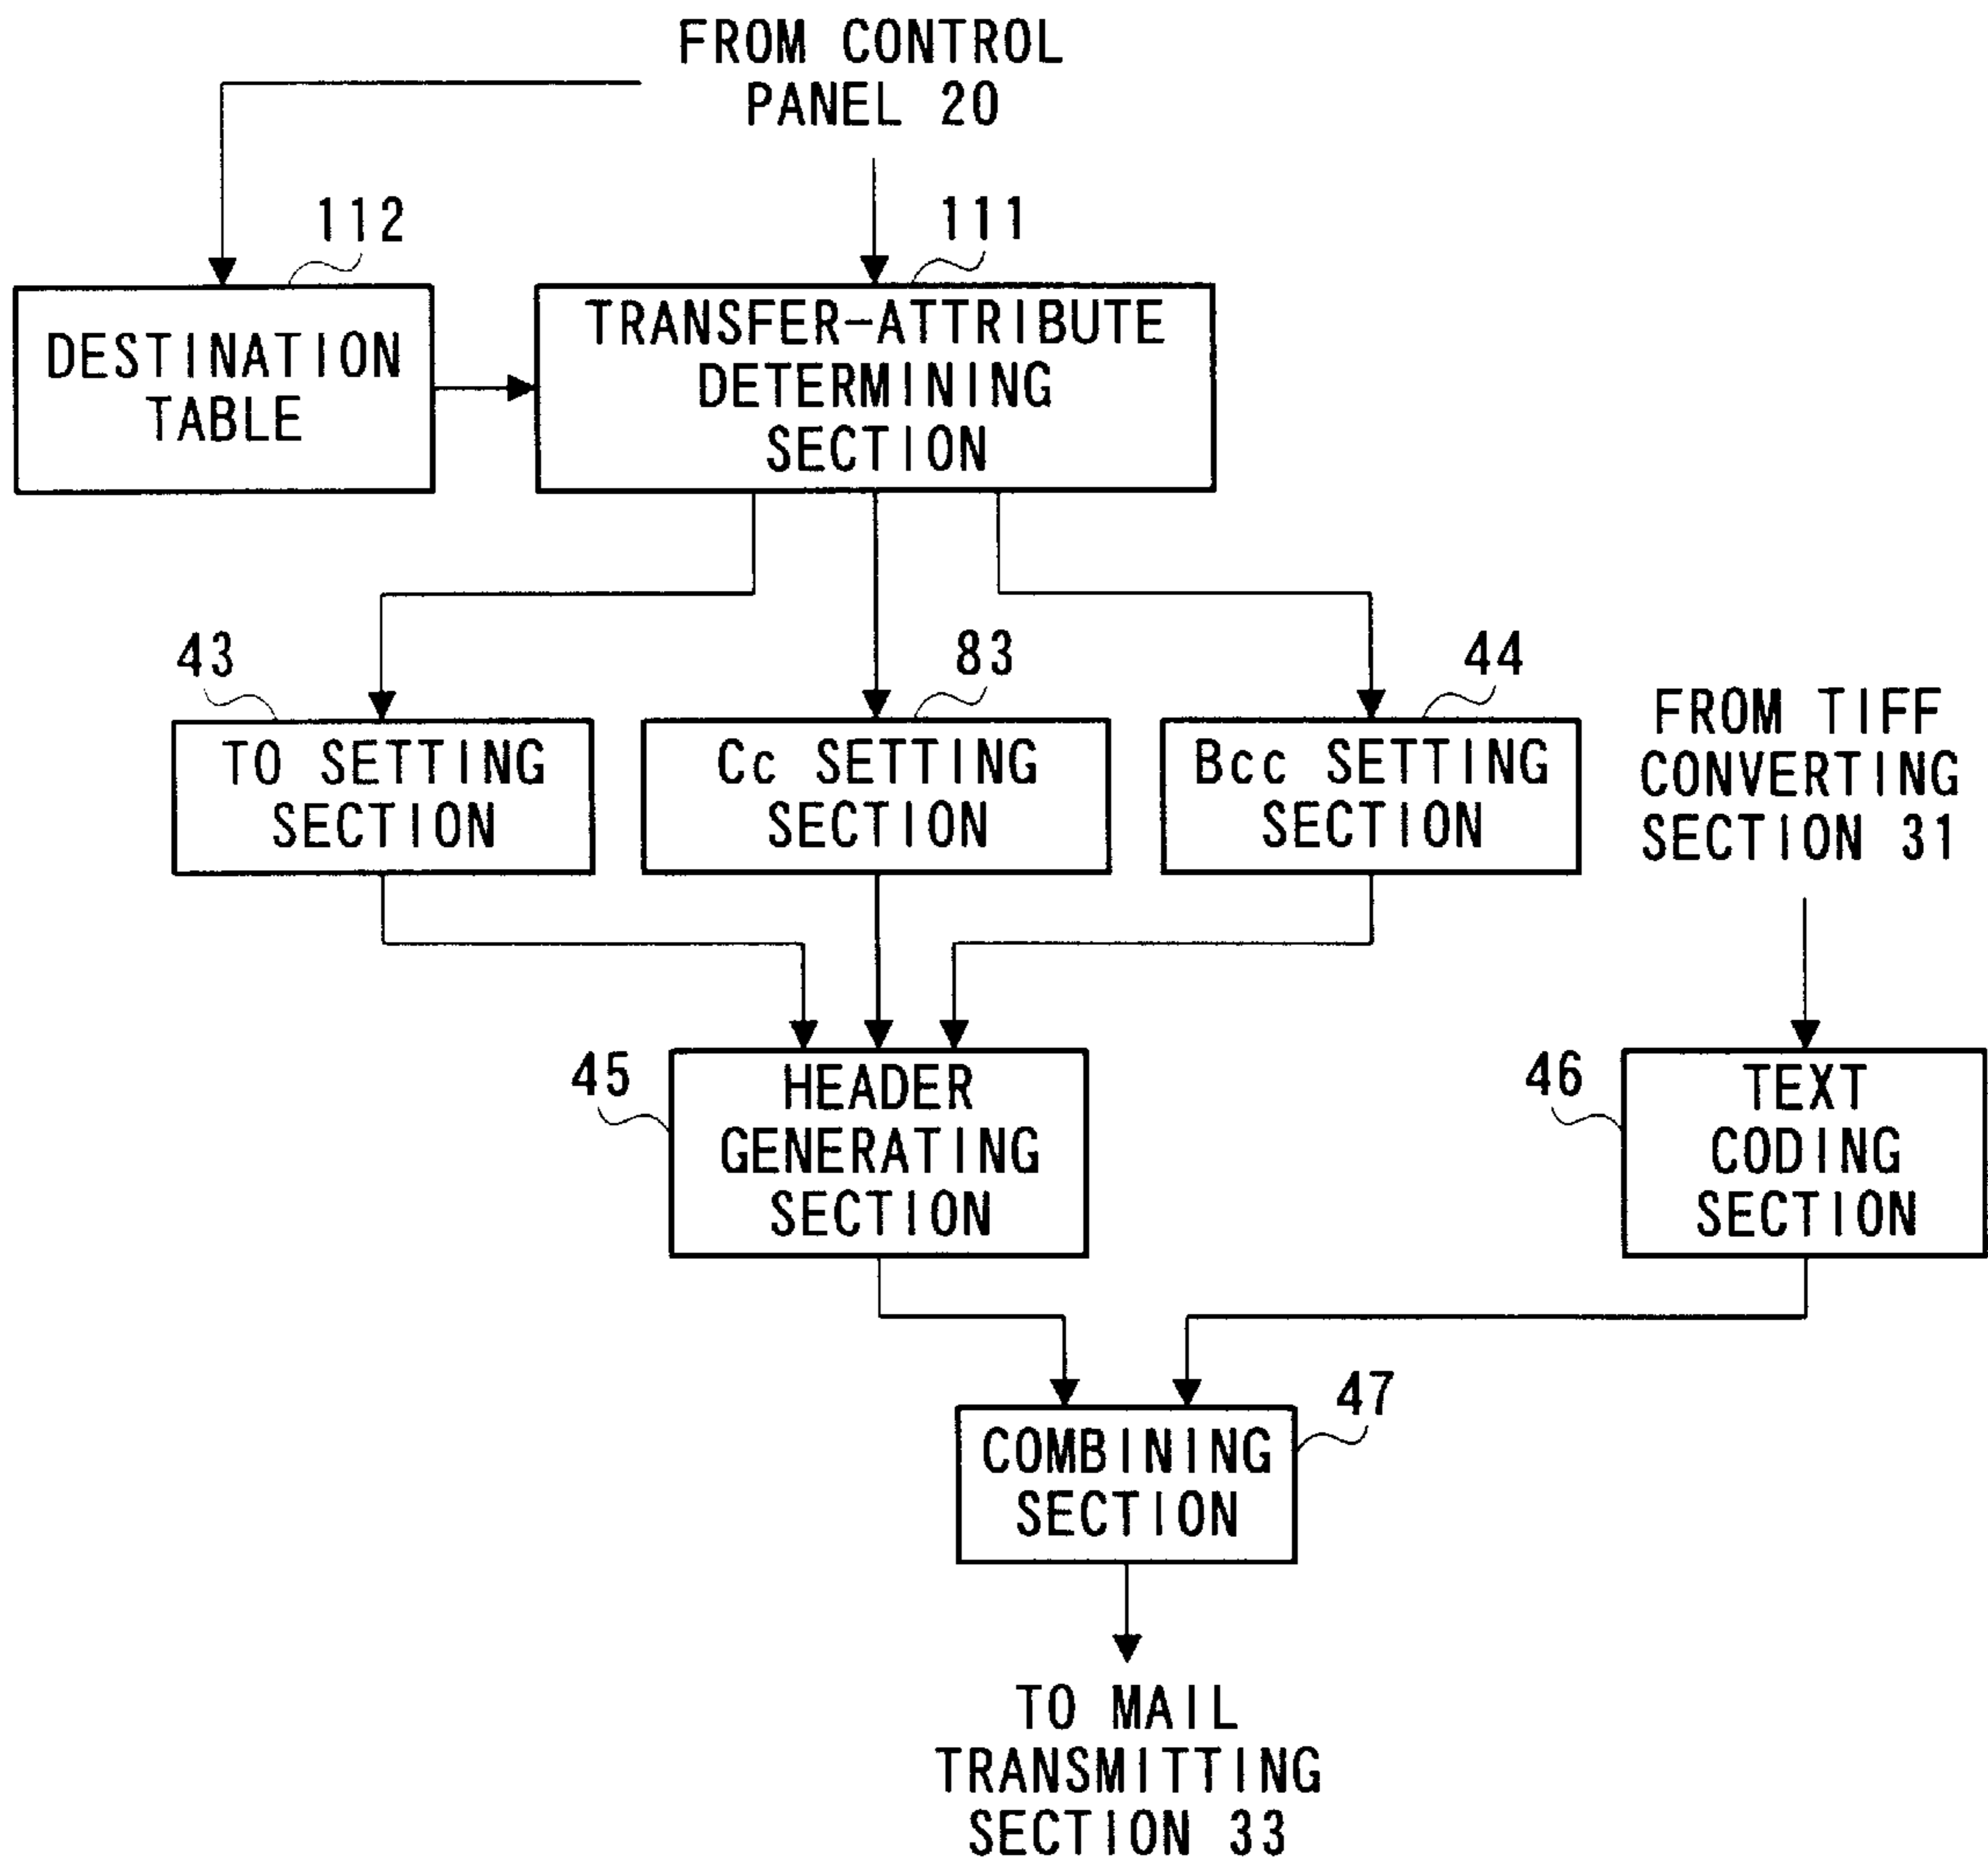 FROM CONTROL
PANEL 20
112
111
DESTINATION
TABLE
TRANSFER-ATTRIBUTE
DETERMINING
SECTION
43
83
44
TO SETTING
SECTION
Cc SETTING
SECTION
Bcc SETTING
SECTION
FROM TIFF
CONVERTING
SECTION 31
45
HEADER
GENERATING
SECTION
46
TEXT
CODING
SECTION
47
COMBINING
SECTION
TO MAIL
TRANSMITTING
SECTION 33